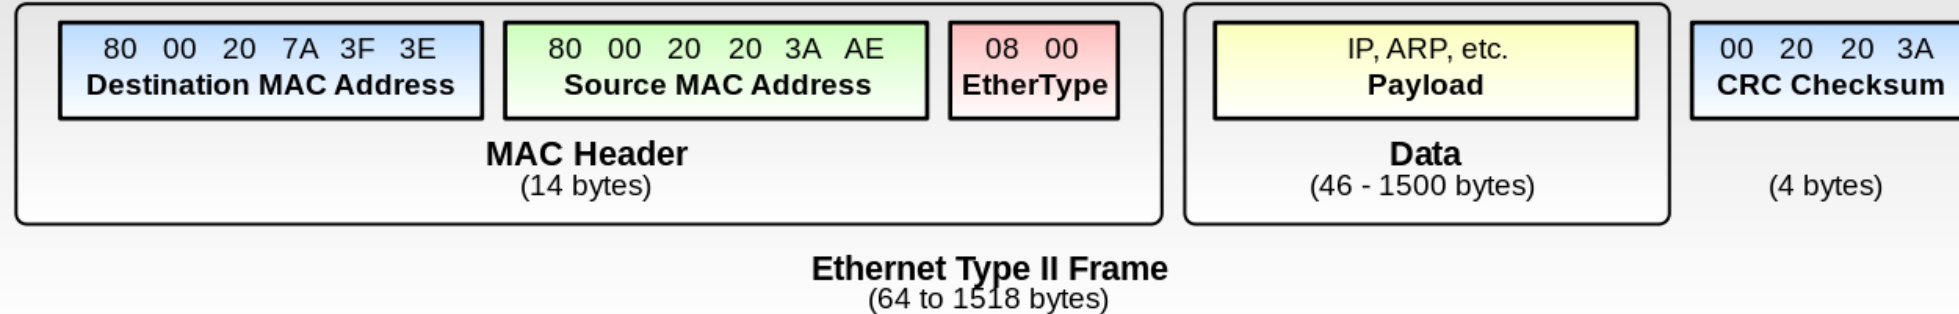 80 00 20 7A 3F 3E
Destination MAC Address
80 00 20 20 3A AE
Source MAC Address
08 00
EtherType
MAC Header
(14 bytes)
IP, ARP, etc.
Payload
Data
(46 - 1500 bytes)
00 20 20 3A
CRC Checksum
(4 bytes)
Ethernet Type II Frame
(64 to 1518 bytes)